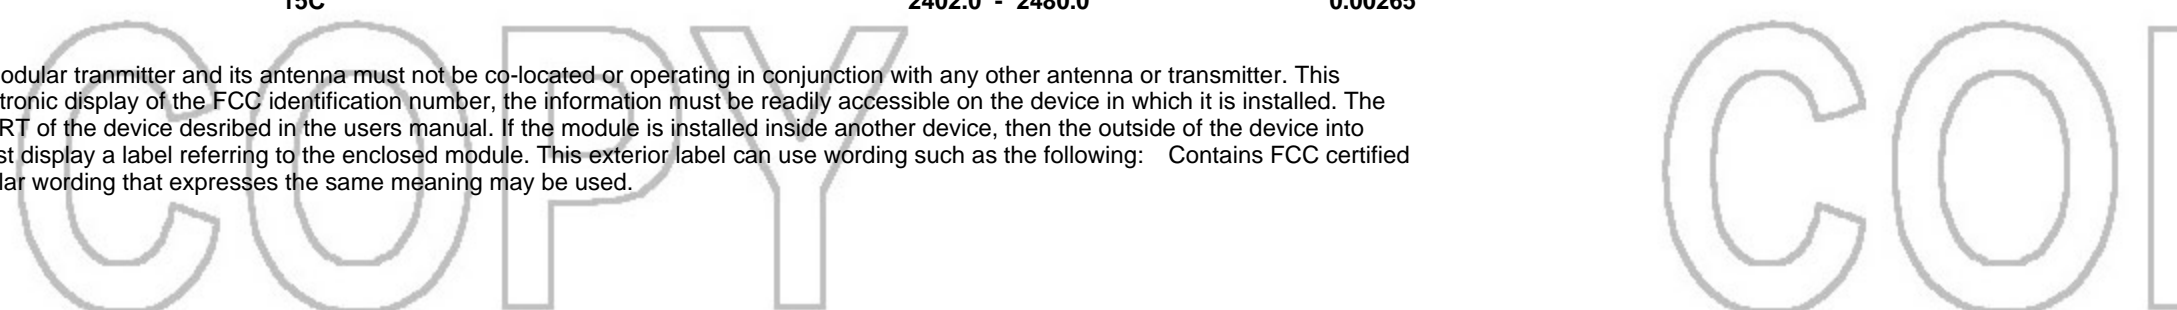 15C 2402.0 - 2480.0 0.00265
odular tranmitter and its antenna must not be co-located or operating in conjunction with any other antenna or transmitter. This
tronic display of the FCC identification number, the information must be readily accessible on the device in which it is installed. The
RT of the device desribed in the users manual. If the module is installed inside another device, then the outside of the device into
st display a label referring to the enclosed module. This exterior label can use wording such as the following: Contains FCC certified
lar wording that expresses the same meaning may be used.
COPY CO